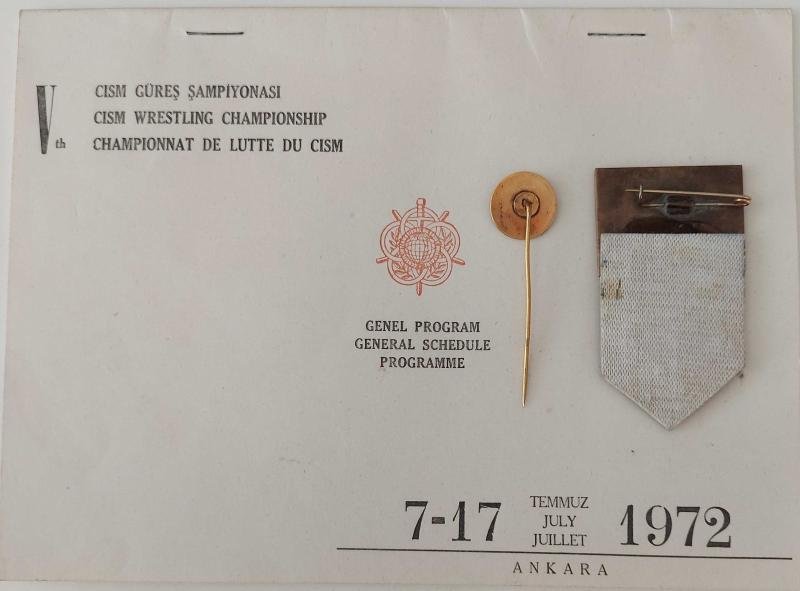 Vth
CISM GÜREŞ ŞAMPİYONASI
CISM WRESTLING CHAMPIONSHIP
CHAMPIONNAT DE LUTTE DU CISM
GENEL PROGRAM
GENERAL SCHEDULE
PROGRAMME
7-17
TEMMUZ
JULY
JUILLET
1972
ANKARA